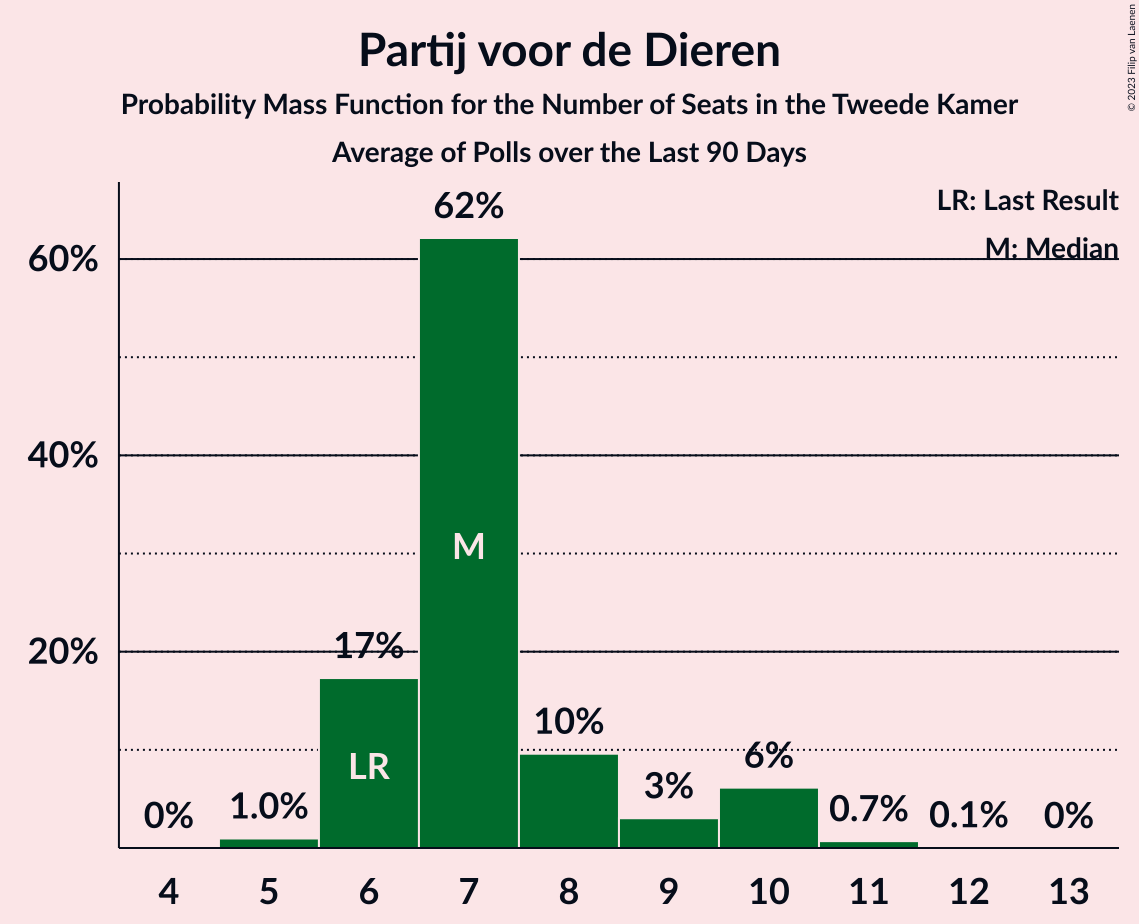 Partij voor de Dieren
Probability Mass Function for the Number of Seats in the Tweede Kamer
Average of Polls over the Last 90 Days
© 2023 Filip van Laenen
LR: Last Result
M: Median
62%
60%
40%
M
20%
17%
LR
10%
6%
3%
0%
1.0%
0.7%
0.1%
0%
4 5 6 7 8 9 10 11 12 13